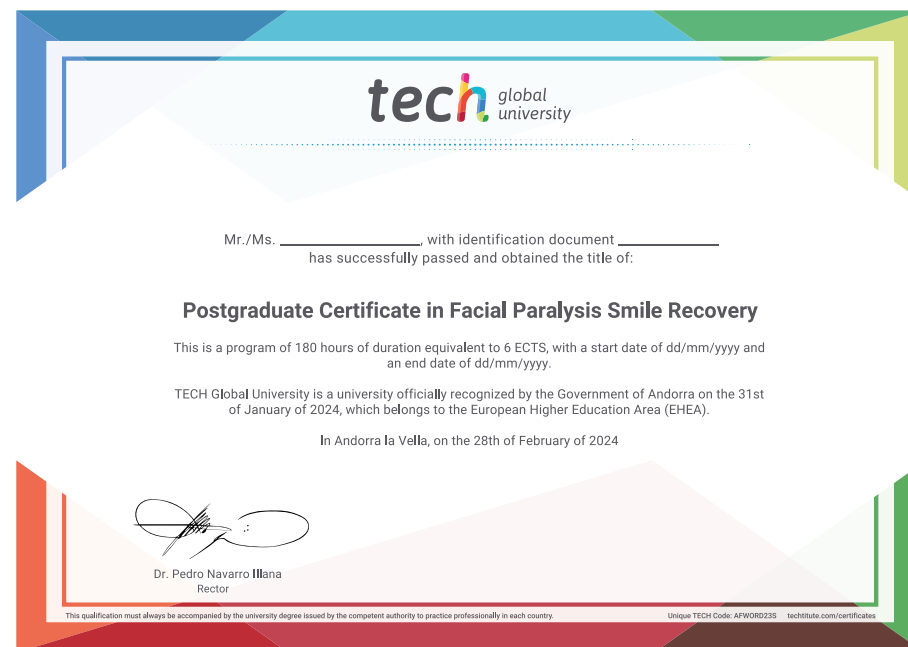 tech global
university
Mr./Ms. ____________________, with identification document ______________
has successfully passed and obtained the title of:
Postgraduate Certificate in Facial Paralysis Smile Recovery
This is a program of 180 hours of duration equivalent to 6 ECTS, with a start date of dd/mm/yyyy and
an end date of dd/mm/yyyy.
TECH Global University is a university officially recognized by the Government of Andorra on the 31st
of January of 2024, which belongs to the European Higher Education Area (EHEA).
In Andorra la Vella, on the 28th of February of 2024
Dr. Pedro Navarro Illana
Rector
This qualification must always be accompanied by the university degree issued by the competent authority to practice professionally in each country.
Unique TECH Code: AFWORD23S techtitute.com/certificates